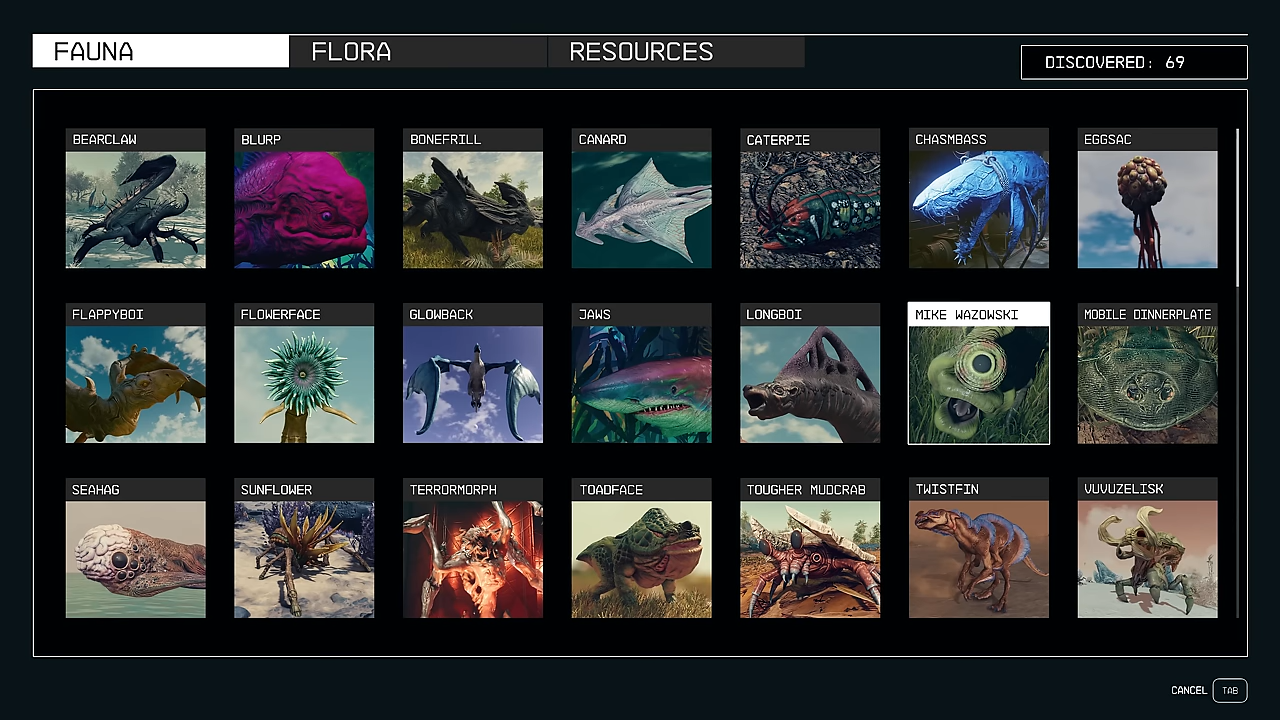 FAUNA
FLORA
RESOURCES
DISCOVERED: 69
BEARCLAW
BLURP
BONEFRILL
CANARD
CATERPIE
CHASMBASS
EGGSAC
FLAPPYBOI
FLOWERFACE
GLOWBACK
JAWS
LONGBOI
MIKE WAZOWSKI
MOBILE DINNERPLATE
SEAHAG
SUNFLOWER
TERRORMORPH
TOADFACE
TOUGHER MUDCRAB
TWISTFIN
VUVUZELISK
CANCEL TAB